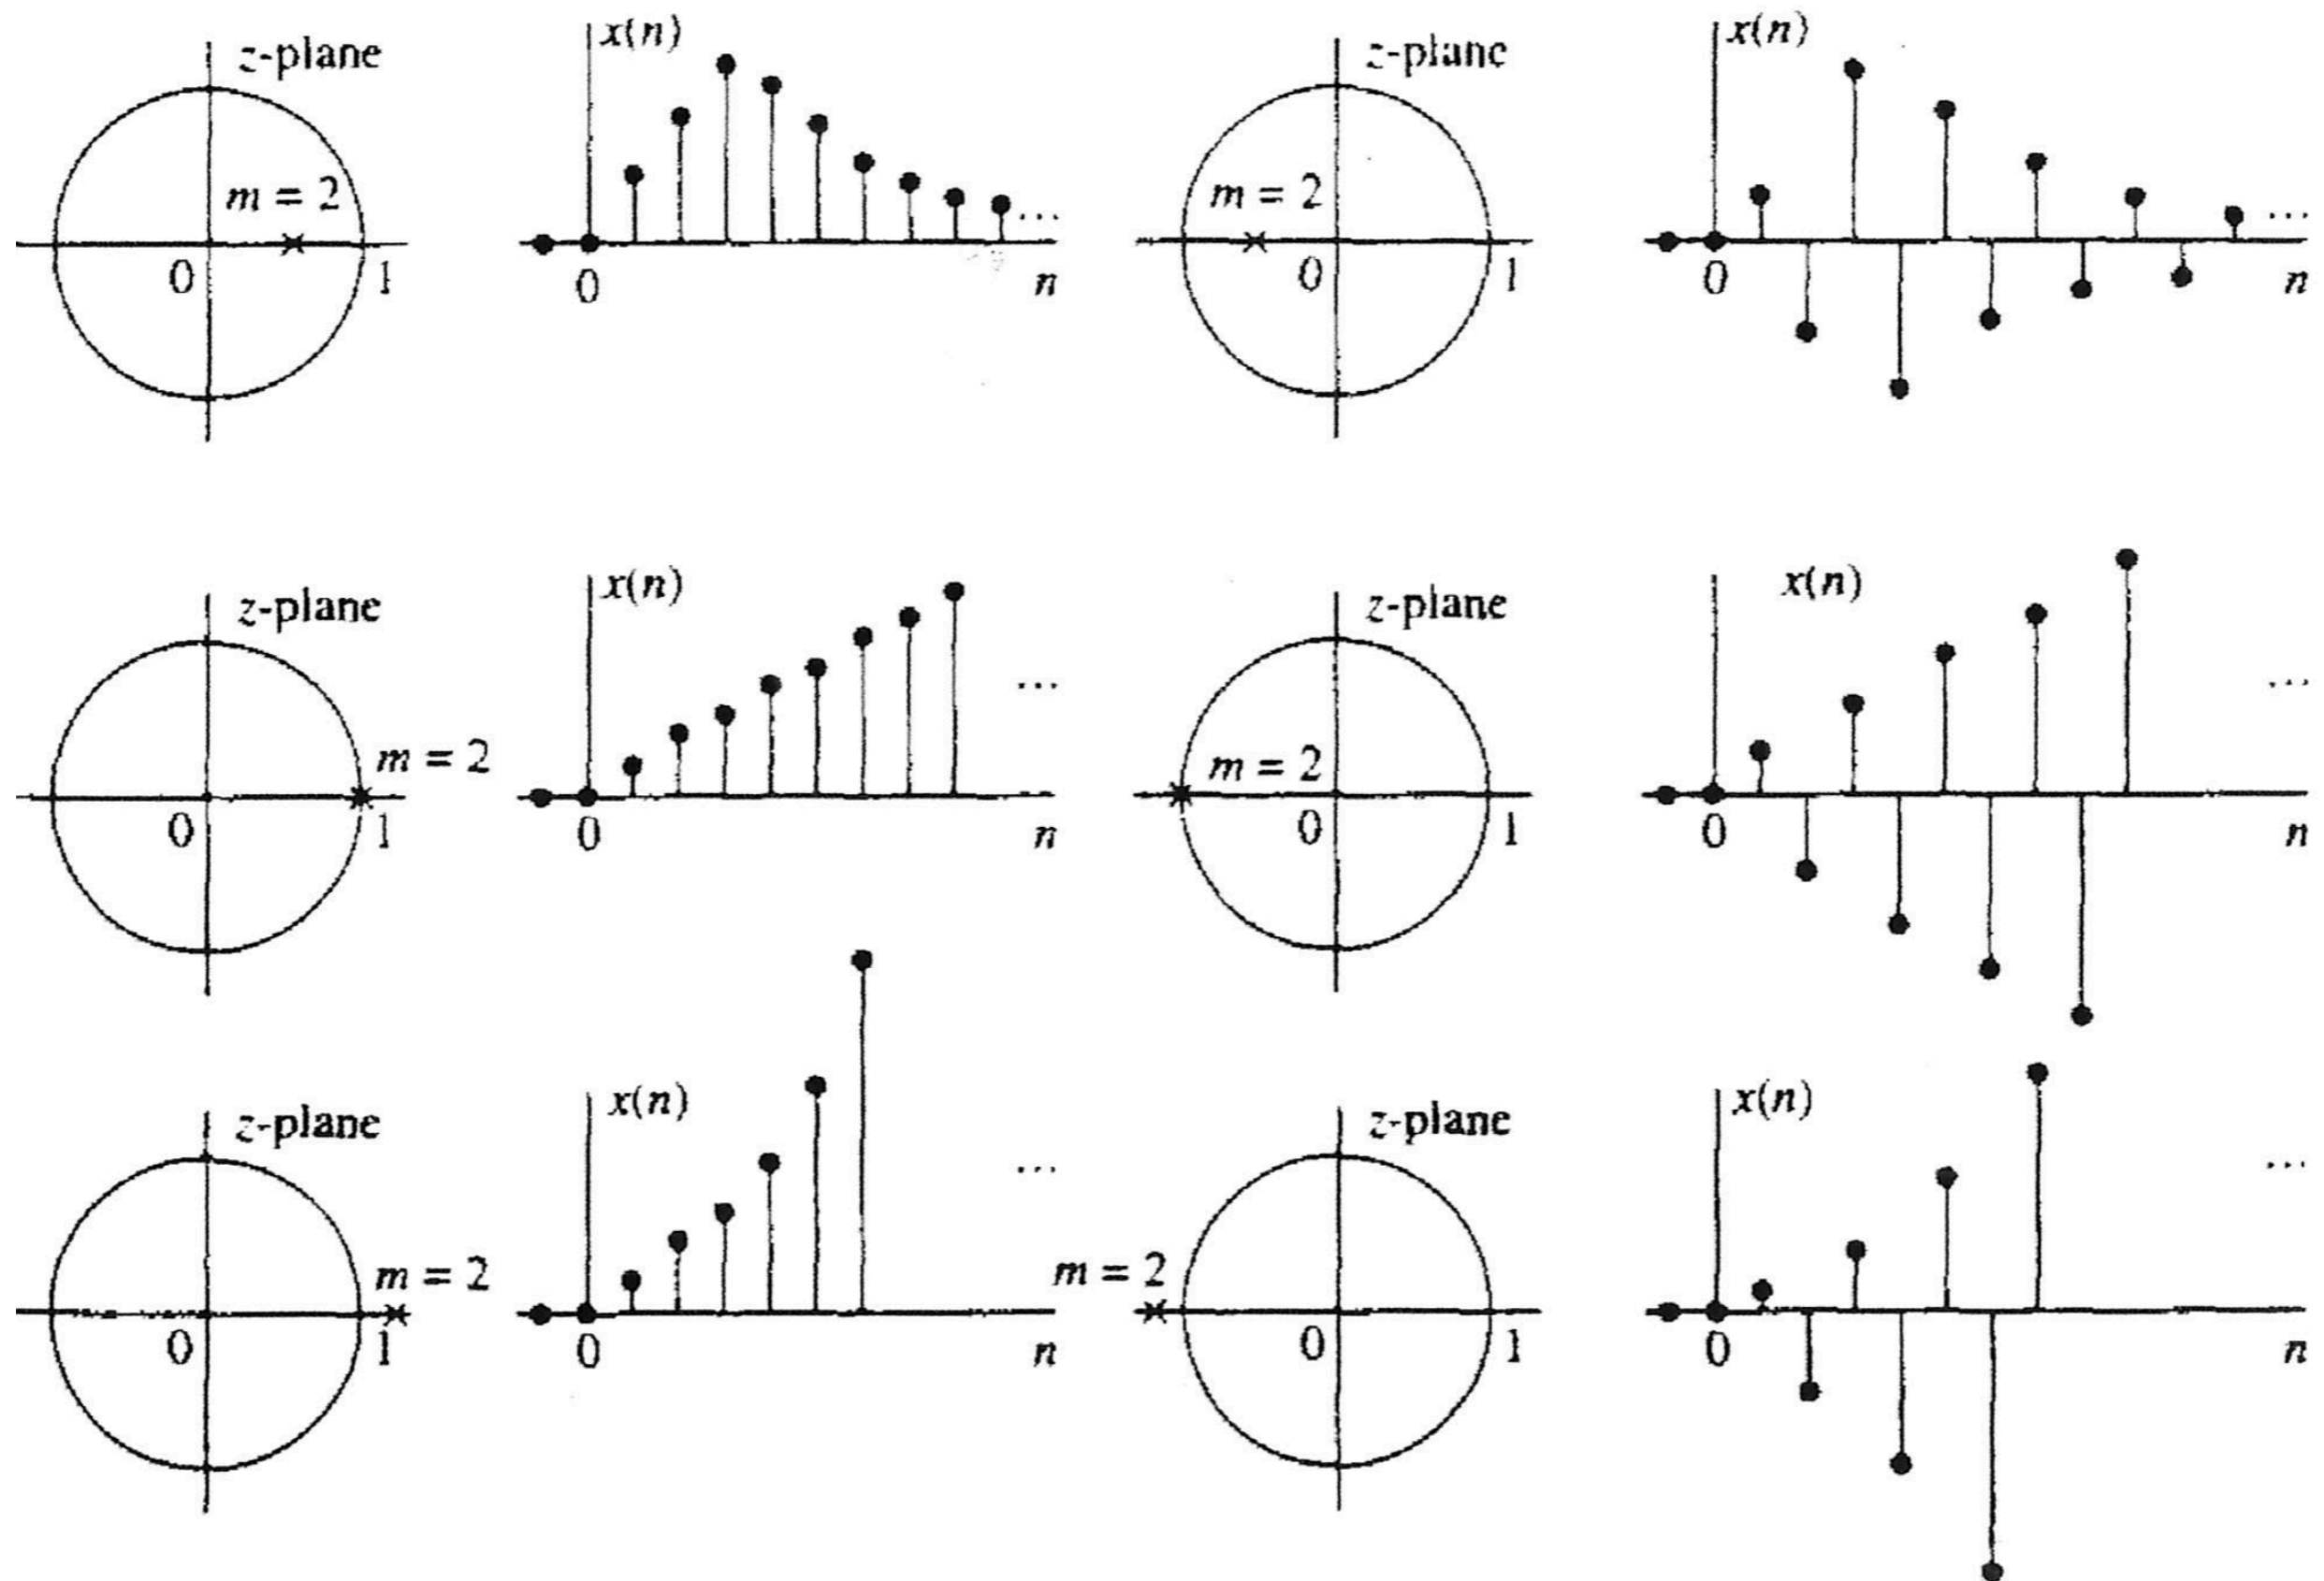 z-plane
m = 2
0
1
x(n)
...
0
n
z-plane
m = 2
0
1
x(n)
...
0
n
z-plane
m = 2
0
1
x(n)
...
0
n
z-plane
m = 2
0
1
x(n)
...
0
n
z-plane
m = 2
0
1
x(n)
...
0
n
z-plane
m = 2
0
1
x(n)
...
0
n